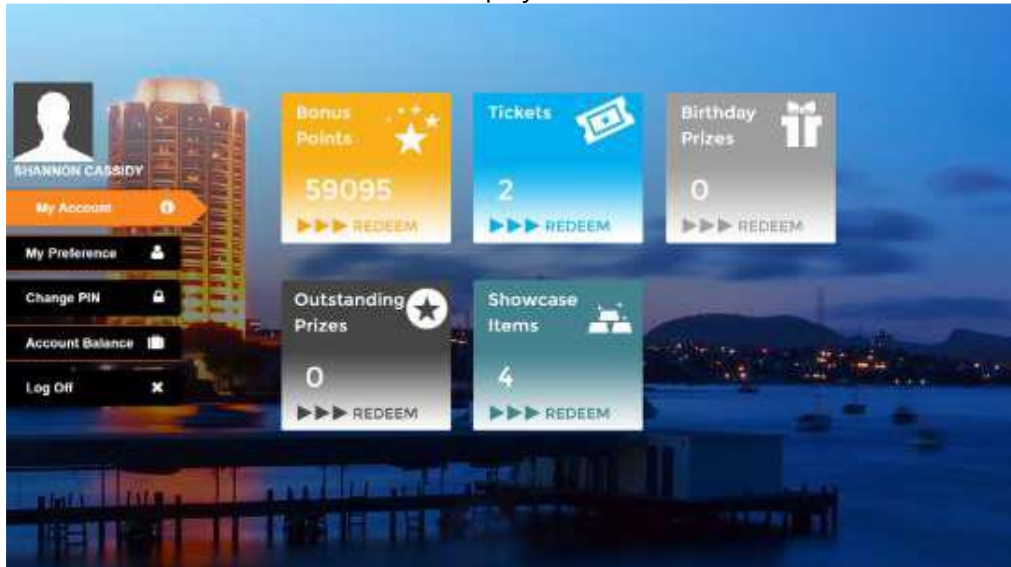 SHANNON CASSIDY
My Account
My Preference
Change PIN
Account Balance
Log Off
Bonus
Points
59095
REDEEM
Tickets
2
REDEEM
Birthday
Prizes
0
REDEEM
Outstanding
Prizes
0
REDEEM
Showcase
Items
4
REDEEM